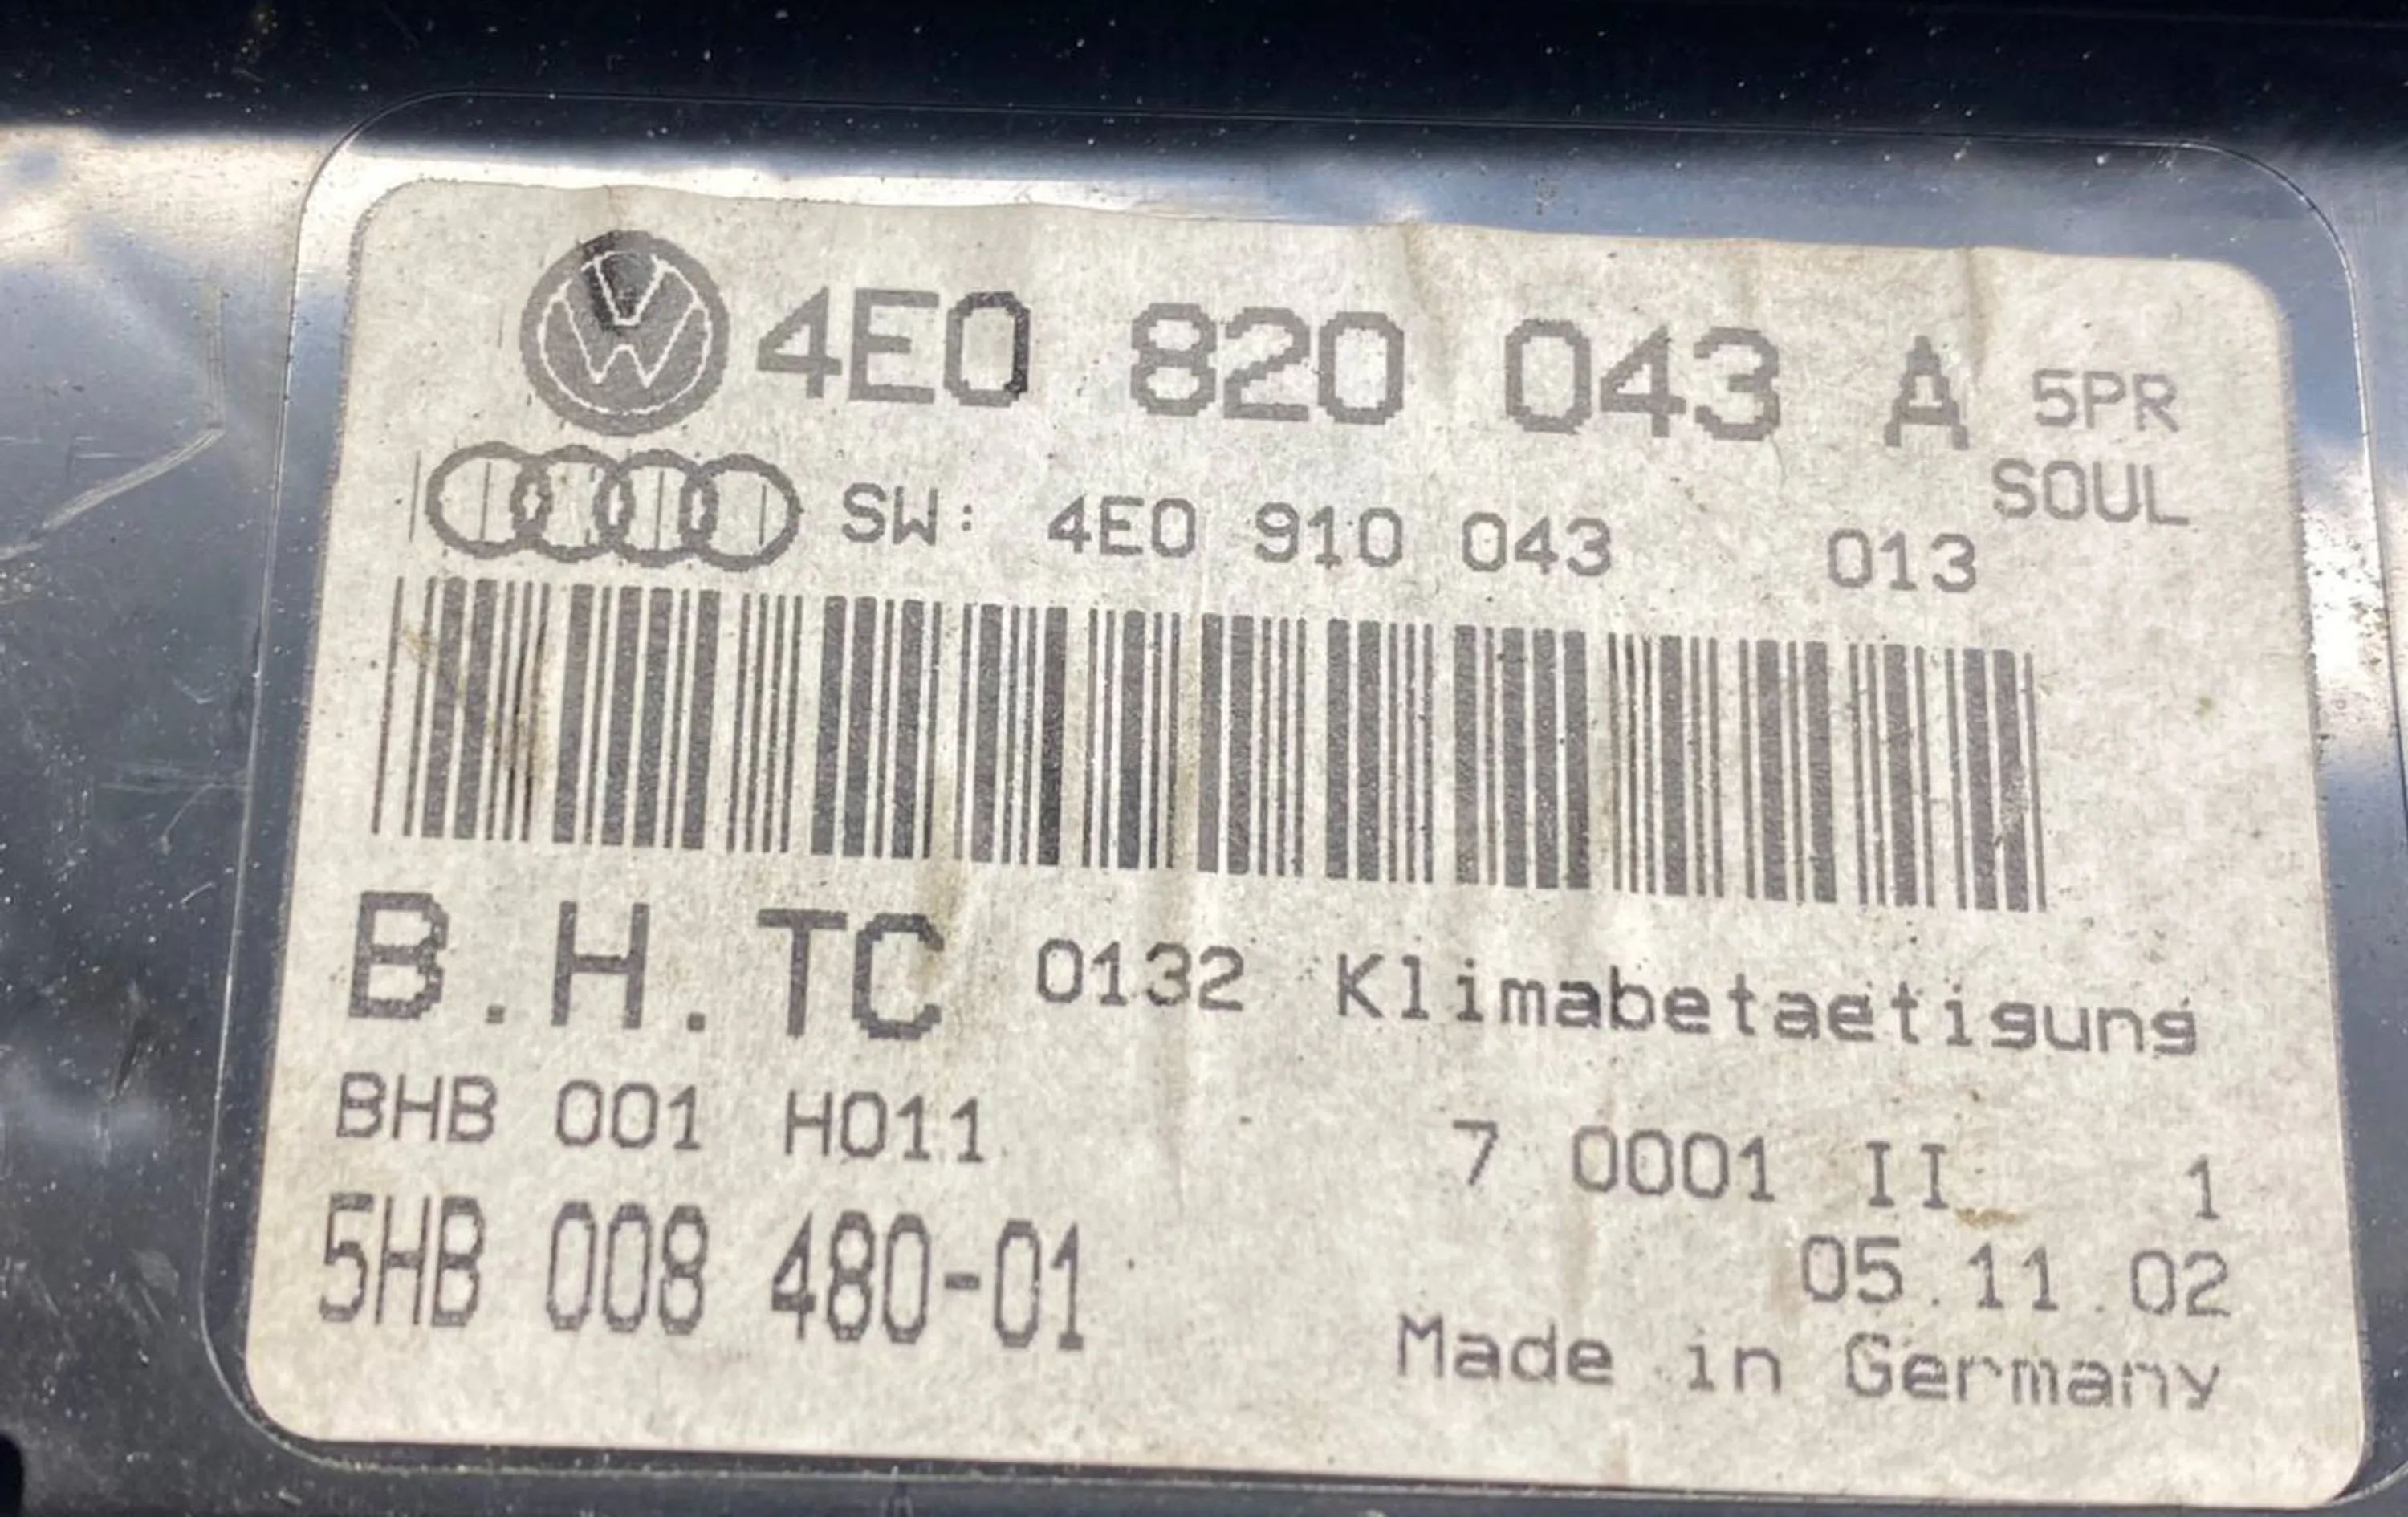 4E0 820 043 A 5PR
SOUL
SW: 4E0 910 043 013
B.H.TC 0132 Klimabetaetigung
BHB 001 H011 7 0001 II 1
5HB 008 480-01 05.11.02
Made in Germany